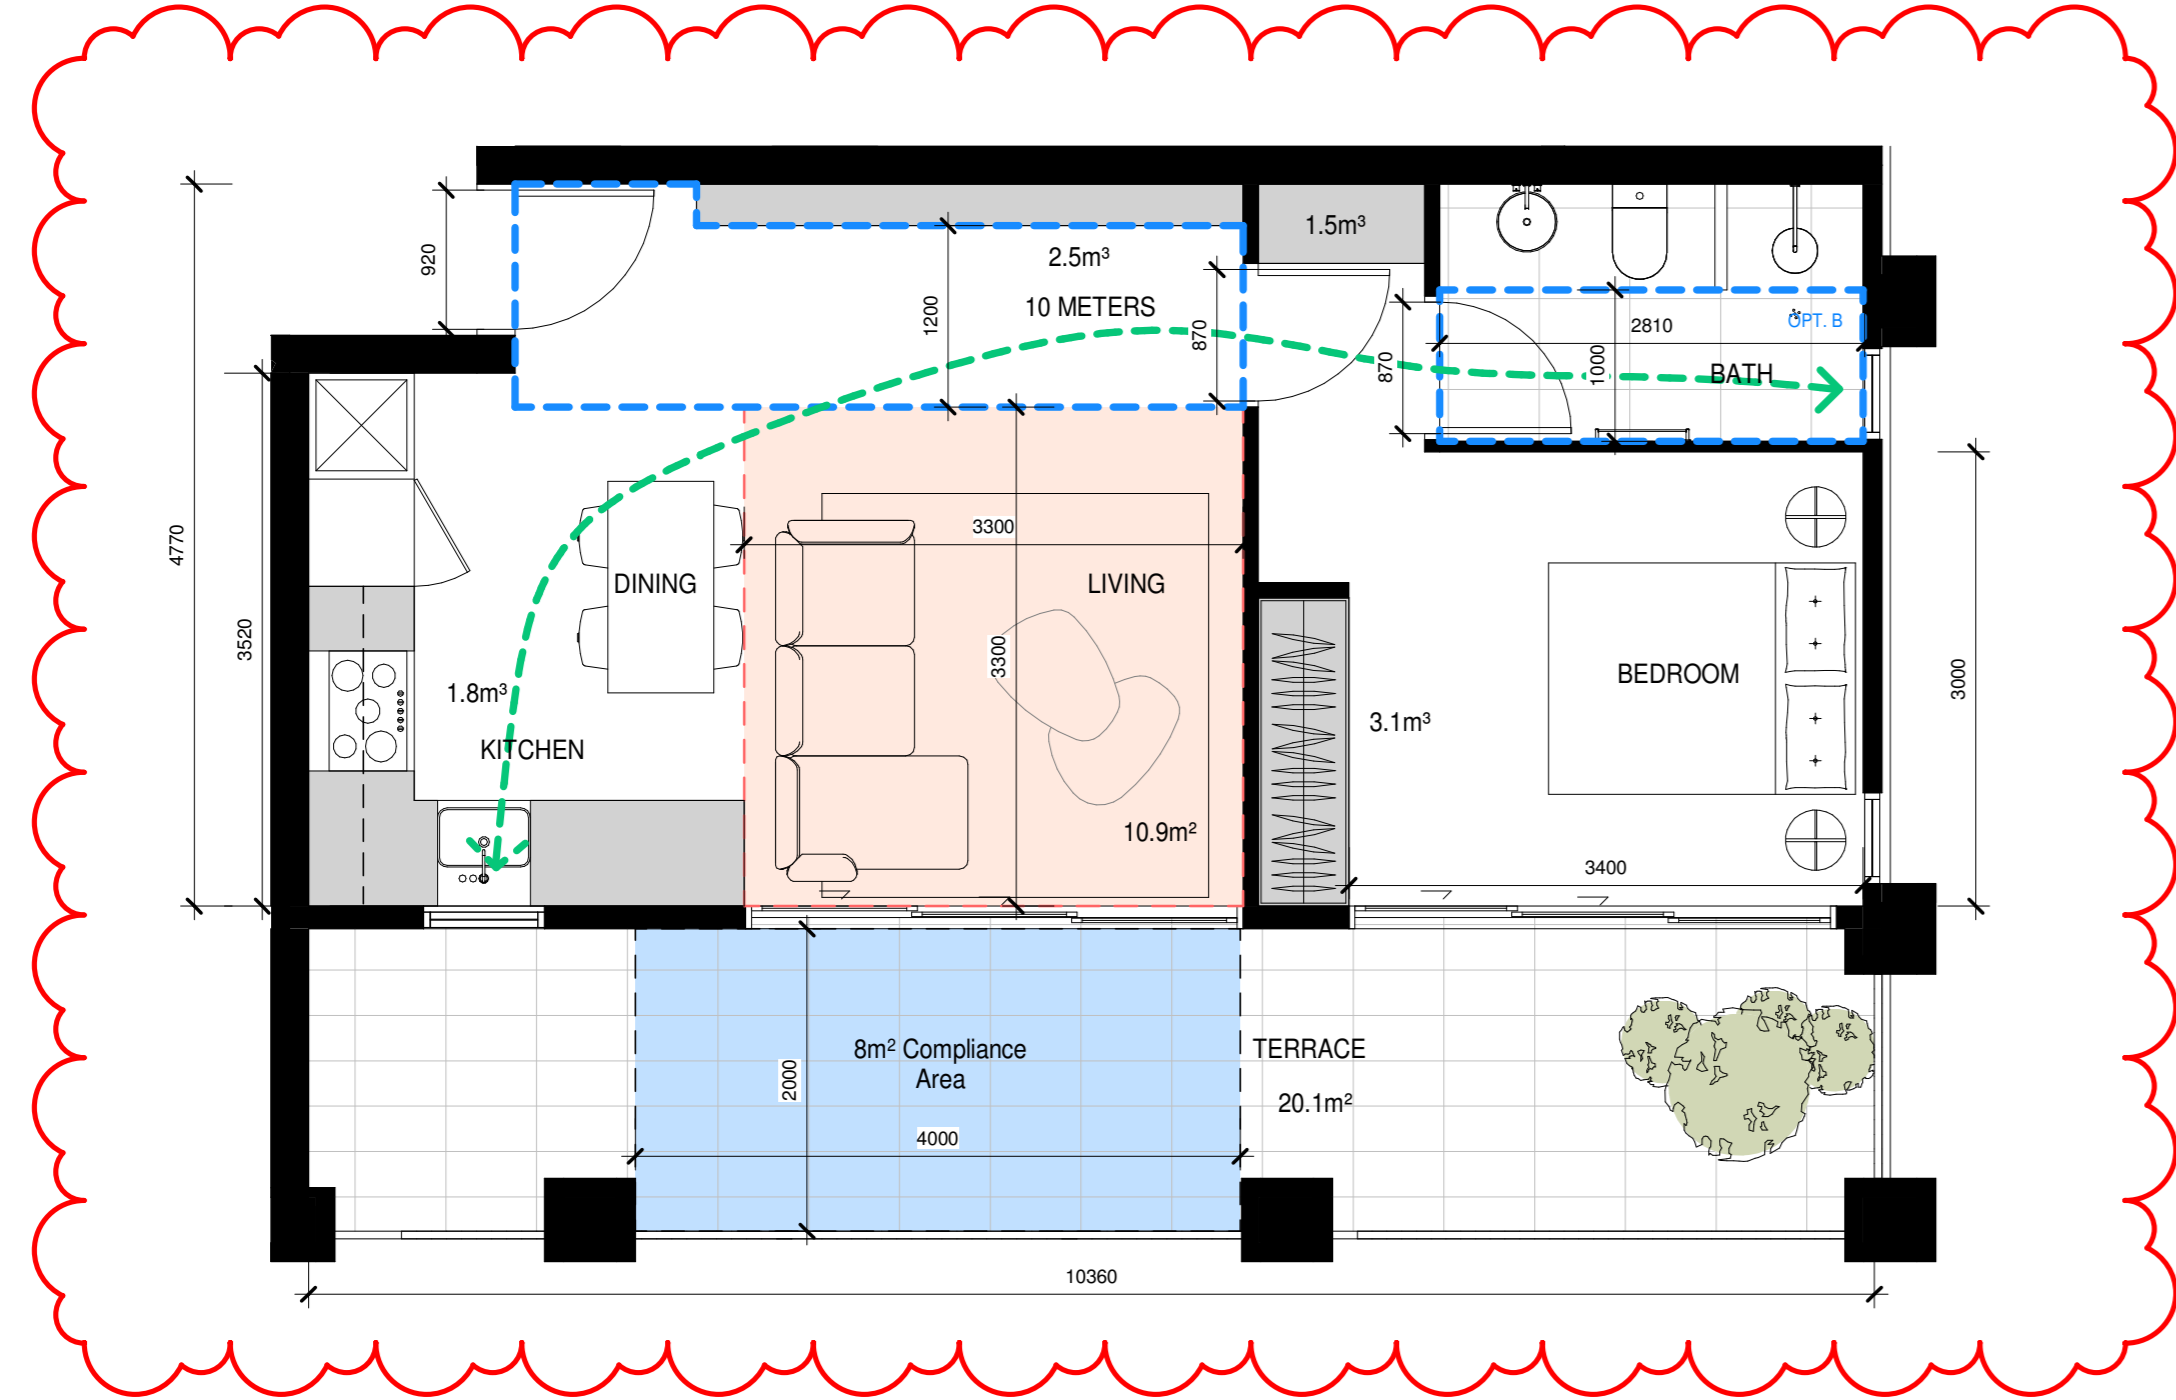 1.5m³
920
2.5m³
1200
10 METERS
870
2810
OPT. B
870
1000
BATH
4770
3520
3300
DINING
LIVING
3300
1.8m³
KITCHEN
10.9m²
BEDROOM
3.1m³
3000
3400
8m² Compliance
Area
TERRACE
2000
20.1m²
4000
10360